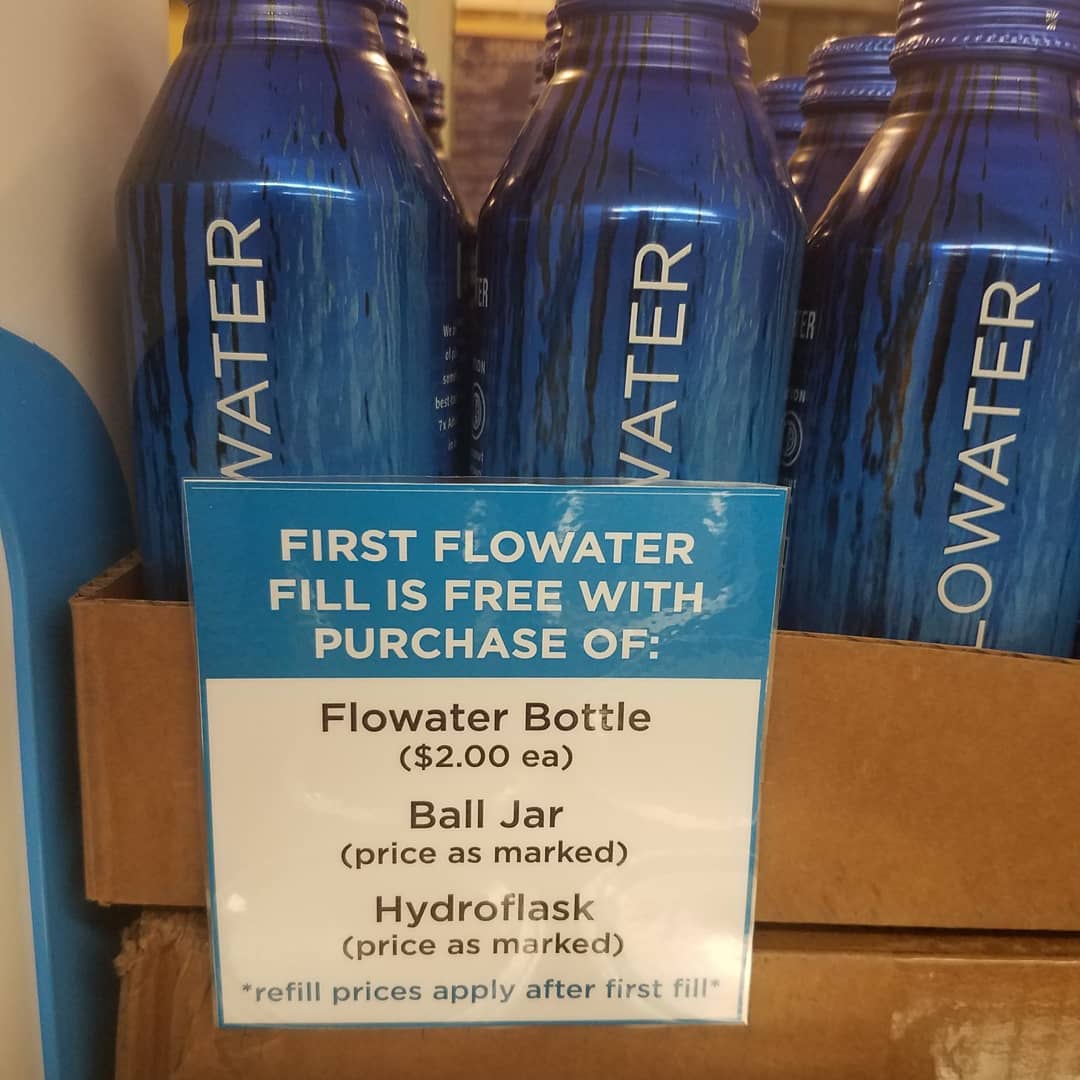 WATER
WATER
LOWATER
FIRST FLOWATER
FILL IS FREE WITH
PURCHASE OF:
Flowater Bottle
($2.00 ea)
Ball Jar
(price as marked)
Hydroflask
(price as marked)
*refill prices apply after first fill*